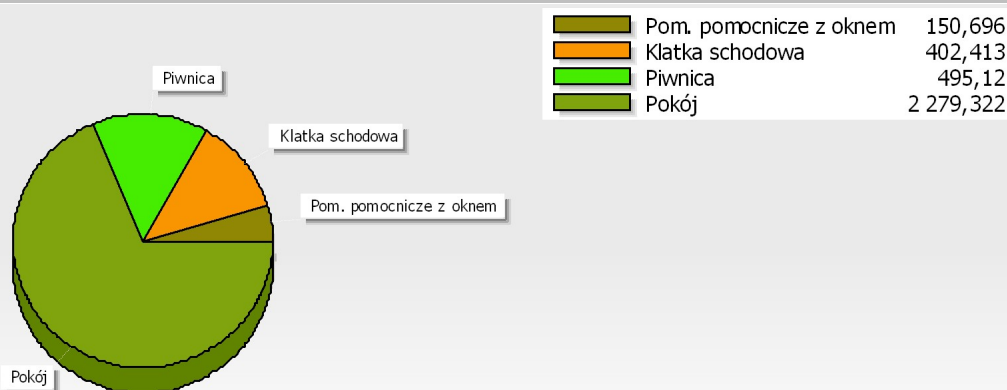 Pom. pomocnicze z oknem 150,696
Klatka schodowa 402,413
Piwnica 495,12
Pokój 2 279,322
Piwnica
Klatka schodowa
Pom. pomocnicze z oknem
Pokój